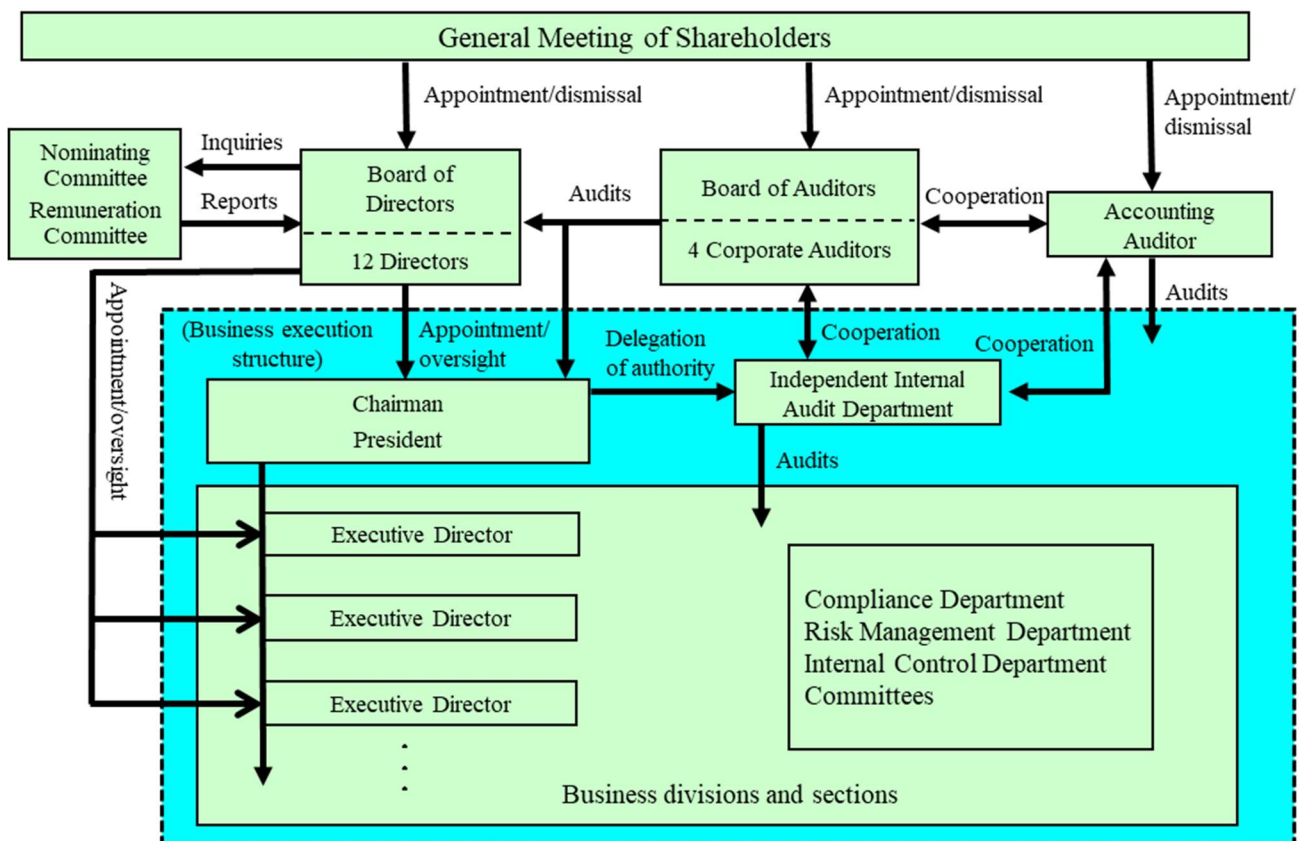 General Meeting of Shareholders
Appointment/dismissal
Appointment/dismissal
Appointment/
dismissal
Nominating
Committee
Remuneration
Committee
Inquiries
Reports
Board of
Directors
12 Directors
Audits
Board of Auditors
4 Corporate Auditors
Cooperation
Accounting
Auditor
Audits
Appointment/oversight
(Business execution
structure)
Appointment/
oversight
Delegation
of authority
Cooperation
Cooperation
Chairman
President
Independent Internal
Audit Department
Audits
Executive Director
Executive Director
Executive Director
Compliance Department
Risk Management Department
Internal Control Department
Committees
Business divisions and sections